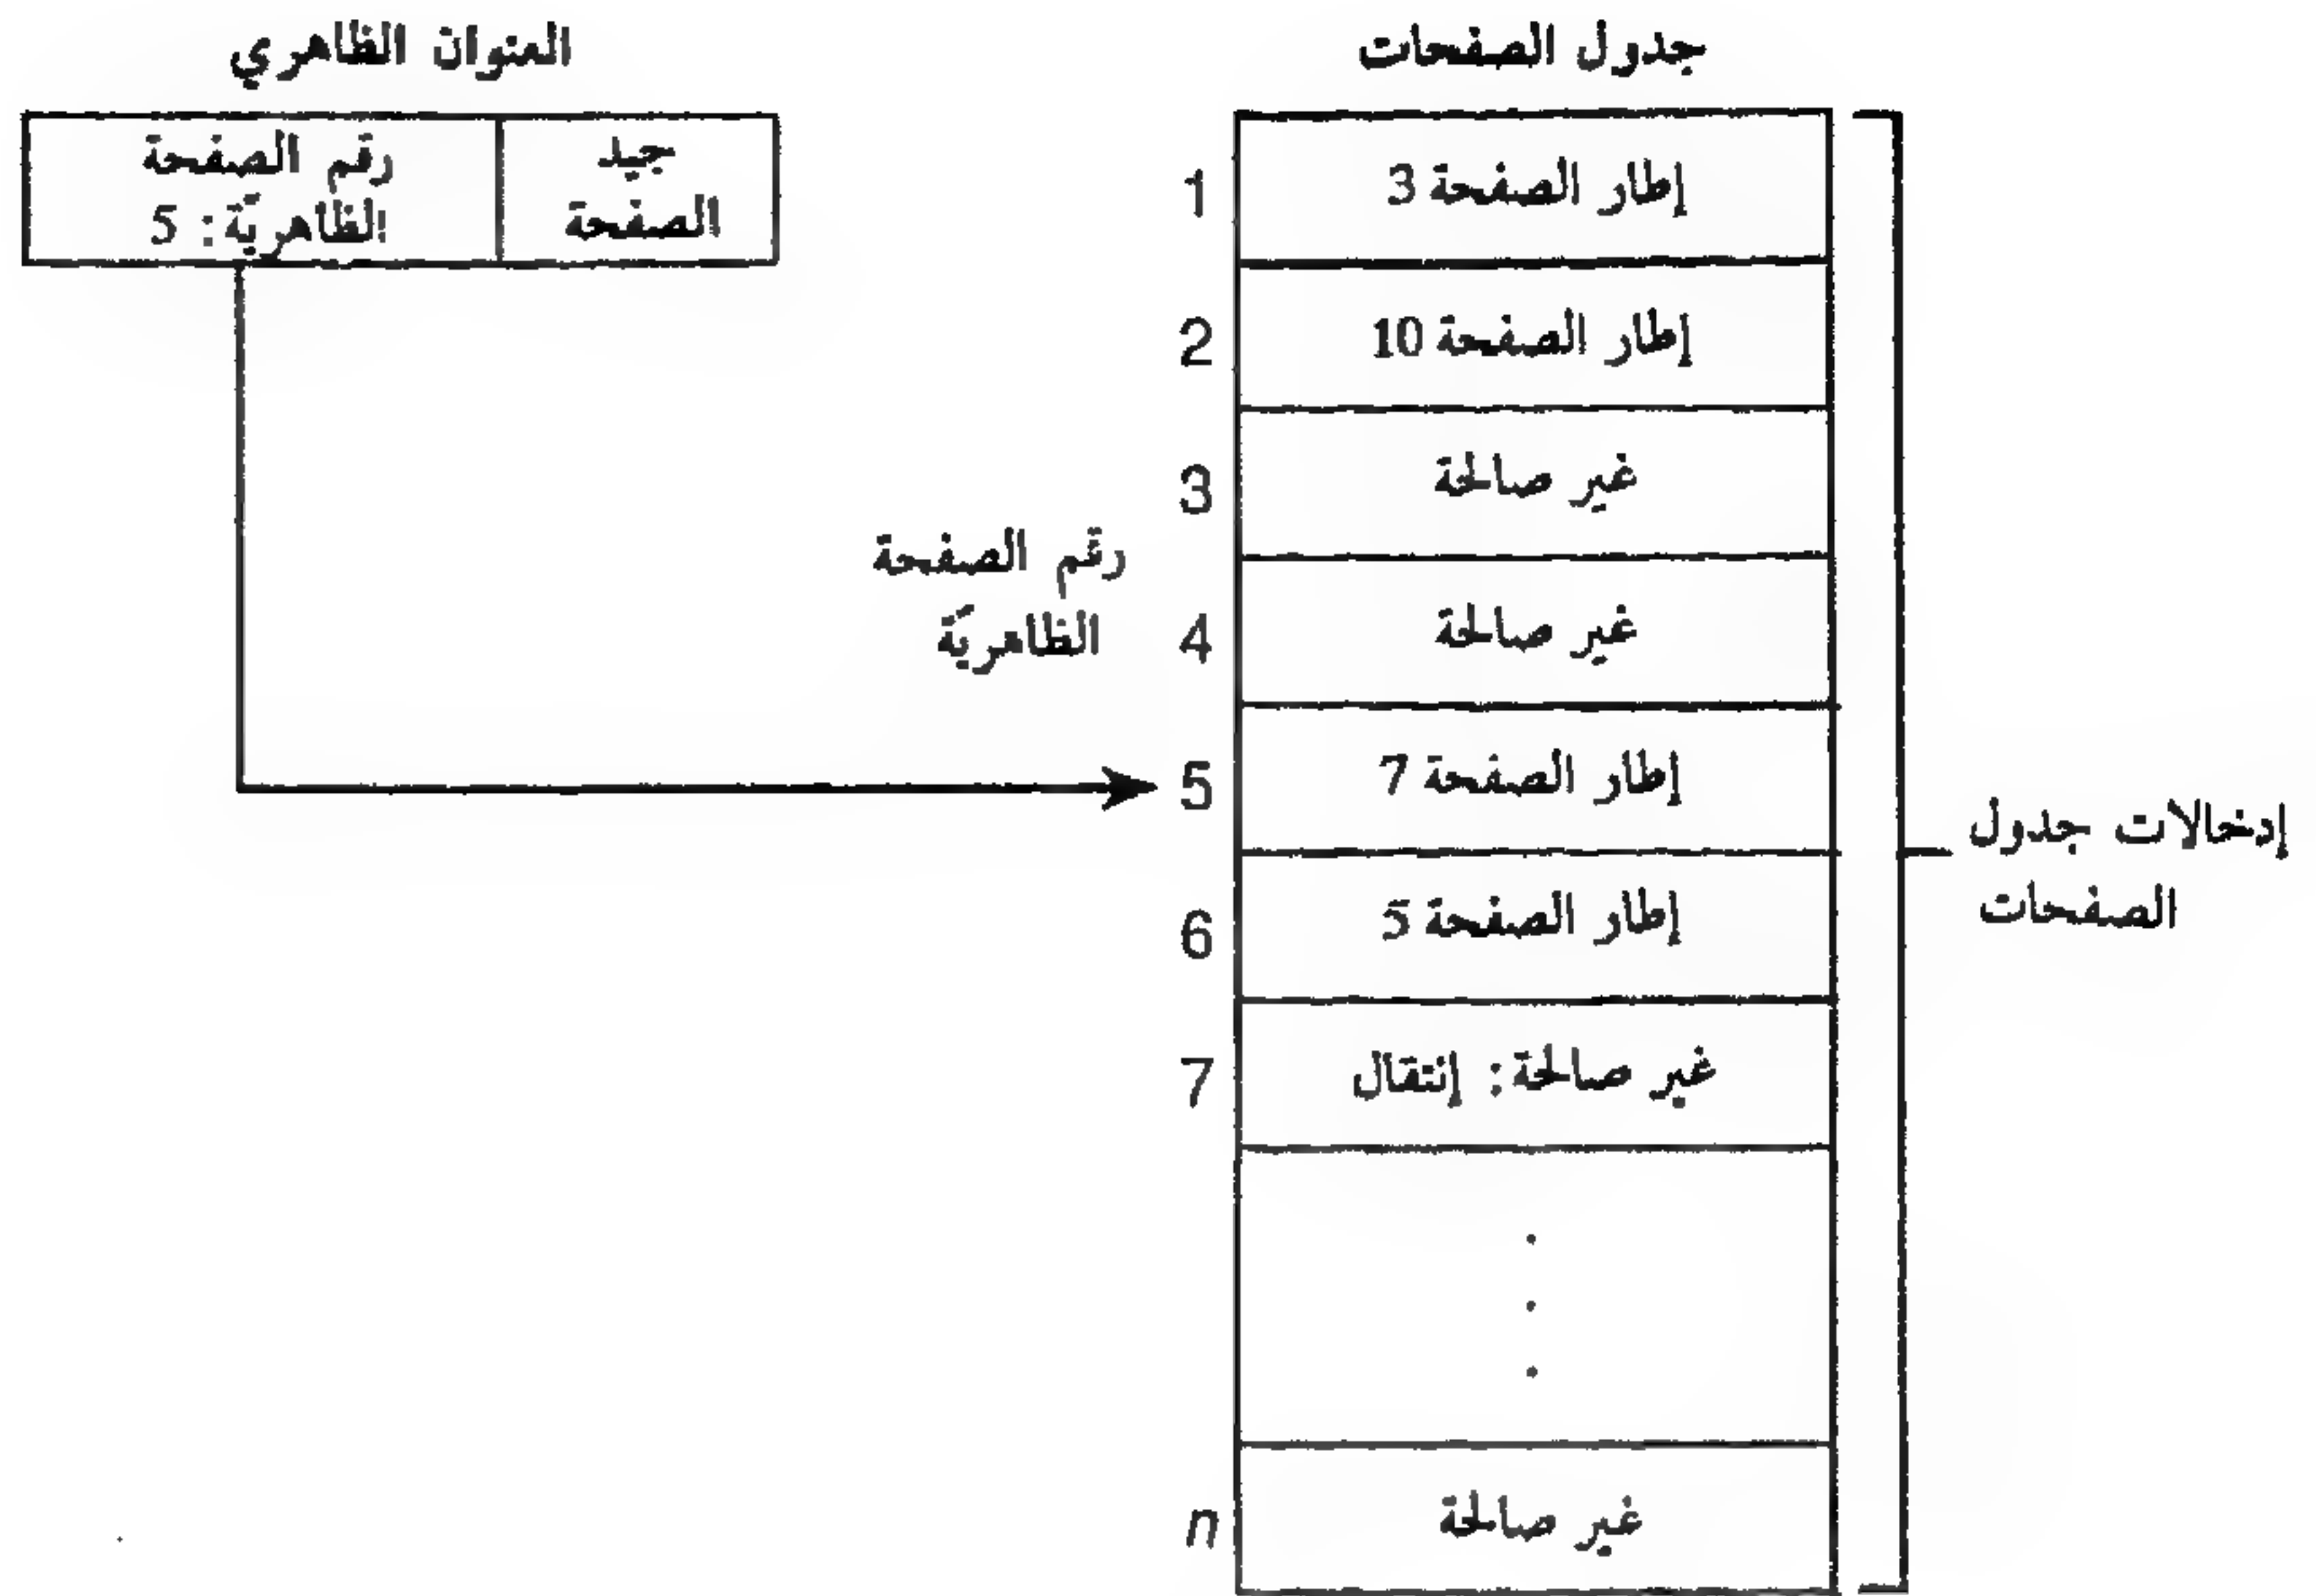 العنوان الظاهري
رقم الصفحة
الظاهريّة: 5
جيد
الصفحة
رقم الصفحة
الظاهريّة
جدول الصفحات
1 إطار الصفحة 3
2 إطار الصفحة 10
3 غير صالحة
4 غير صالحة
5 إطار الصفحة 7
6 إطار الصفحة 5
7 غير صالحة: إنتقال
.
.
.
n غير صالحة
إدخالات جدول
الصفحات